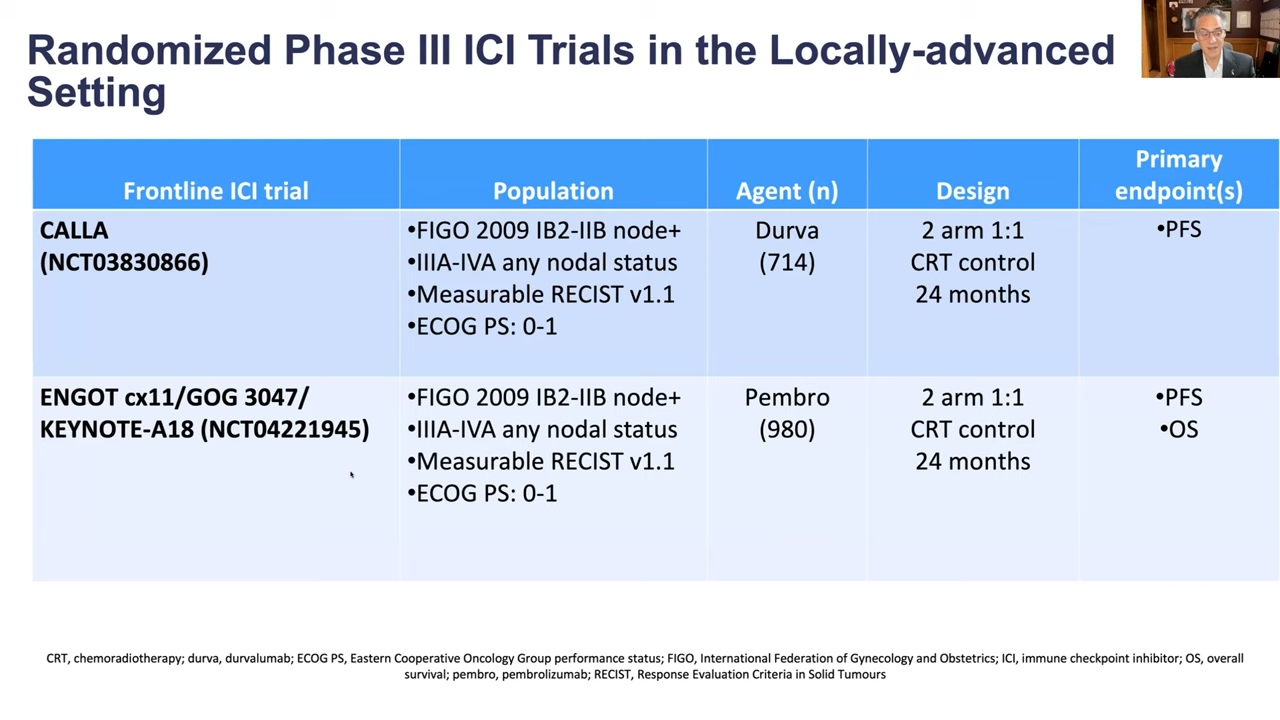 Randomized Phase III ICI Trials in the Locally-advanced
Setting
Frontline ICI trial
Population
Agent (n)
Design
Primary
endpoint(s)
CALLA
(NCT03830866)
•FIGO 2009 IB2-IIB node+
•IIIA-IVA any nodal status
•Measurable RECIST v1.1
•ECOG PS: 0-1
Durva
(714)
2 arm 1:1
CRT control
24 months
•PFS
ENGOT cx11/GOG 3047/
KEYNOTE-A18 (NCT04221945)
•FIGO 2009 IB2-IIB node+
•IIIA-IVA any nodal status
•Measurable RECIST v1.1
•ECOG PS: 0-1
Pembro
(980)
2 arm 1:1
CRT control
24 months
•PFS
•OS
CRT, chemoradiotherapy; durva, durvalumab; ECOG PS, Eastern Cooperative Oncology Group performance status; FIGO, International Federation of Gynecology and Obstetrics; ICI, immune checkpoint inhibitor; OS, overall
survival; pembro, pembrolizumab; RECIST, Response Evaluation Criteria in Solid Tumours